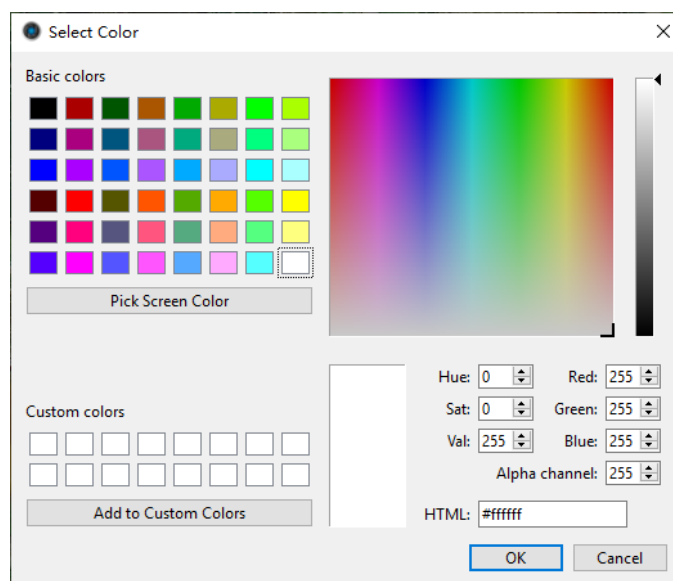 Select Color
Basic colors
Pick Screen Color
Custom colors
Add to Custom Colors
Hue: 0 Red: 255
Sat: 0 Green: 255
Val: 255 Blue: 255
Alpha channel: 255
HTML: #ffffff
OK Cancel